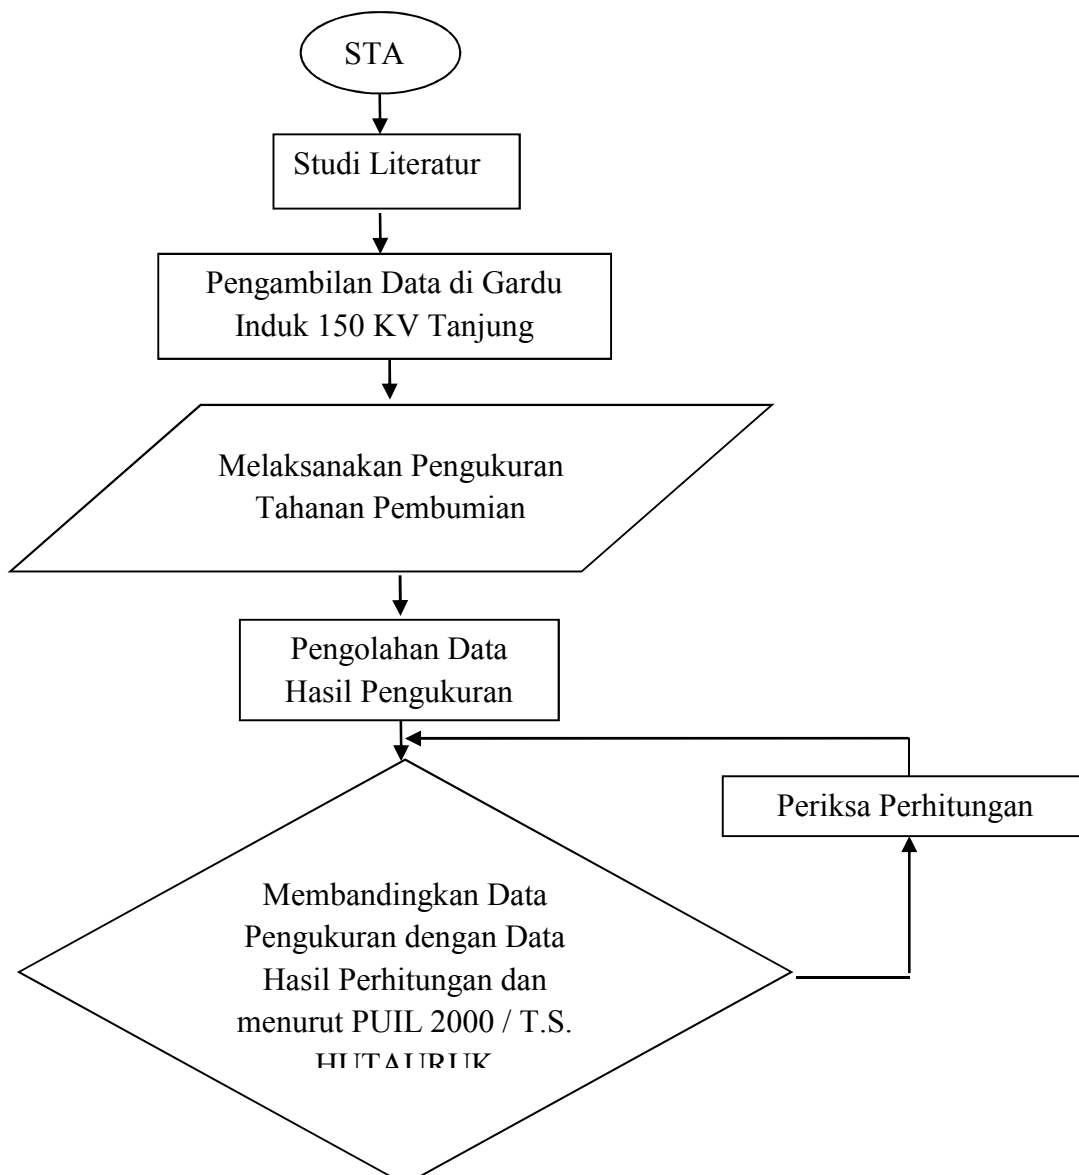 STA
Studi Literatur
Pengambilan Data di Gardu
Induk 150 KV Tanjung
Melaksanakan Pengukuran
Tahanan Pembumian
Pengolahan Data
Hasil Pengukuran
Periksa Perhitungan
Membandingkan Data
Pengukuran dengan Data
Hasil Perhitungan dan
menurut PUIL 2000 / T.S.
HUTAURUK